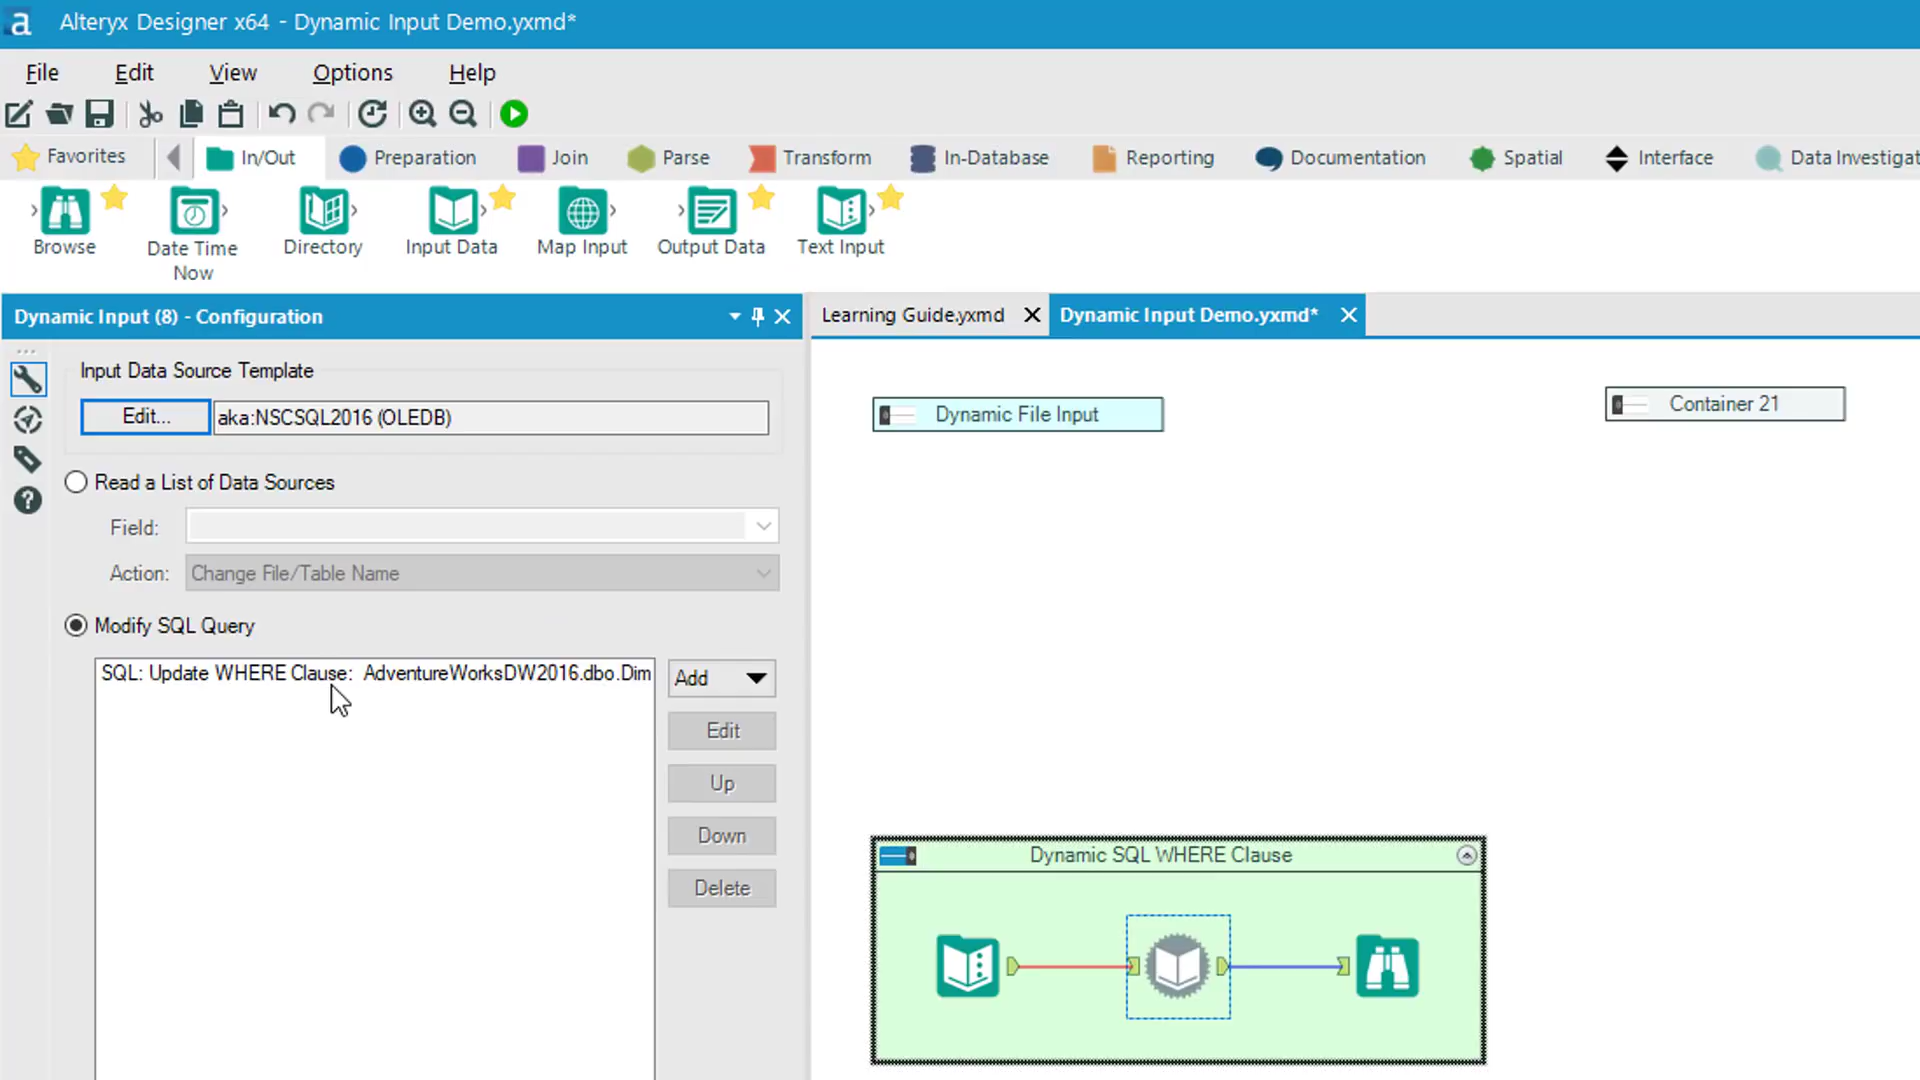 a Alteryx Designer x64 - Dynamic Input Demo.yxmd*
File Edit View Options Help
Favorites In/Out Preparation Join Parse Transform In-Database Reporting Documentation Spatial Interface Data Investigat
Browse Date Time Now Directory Input Data Map Input Output Data Text Input
Dynamic Input (8) - Configuration
Learning Guide.yxmd Dynamic Input Demo.yxmd*
Input Data Source Template
Edit... aka:NSCSQL2016 (OLEDB)
Read a List of Data Sources
Field:
Action: Change File/Table Name
Modify SQL Query
SQL: Update WHERE Clause: AdventureWorksDW2016.dbo.Dim
Add
Edit
Up
Down
Delete
Dynamic File Input
Container 21
Dynamic SQL WHERE Clause